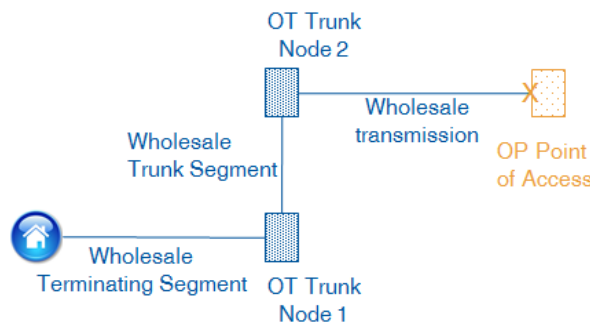 OT Trunk
Node 2
Wholesale
transmission
OP Point
of Access
Wholesale
Trunk Segment
Wholesale
Terminating Segment
OT Trunk
Node 1
X